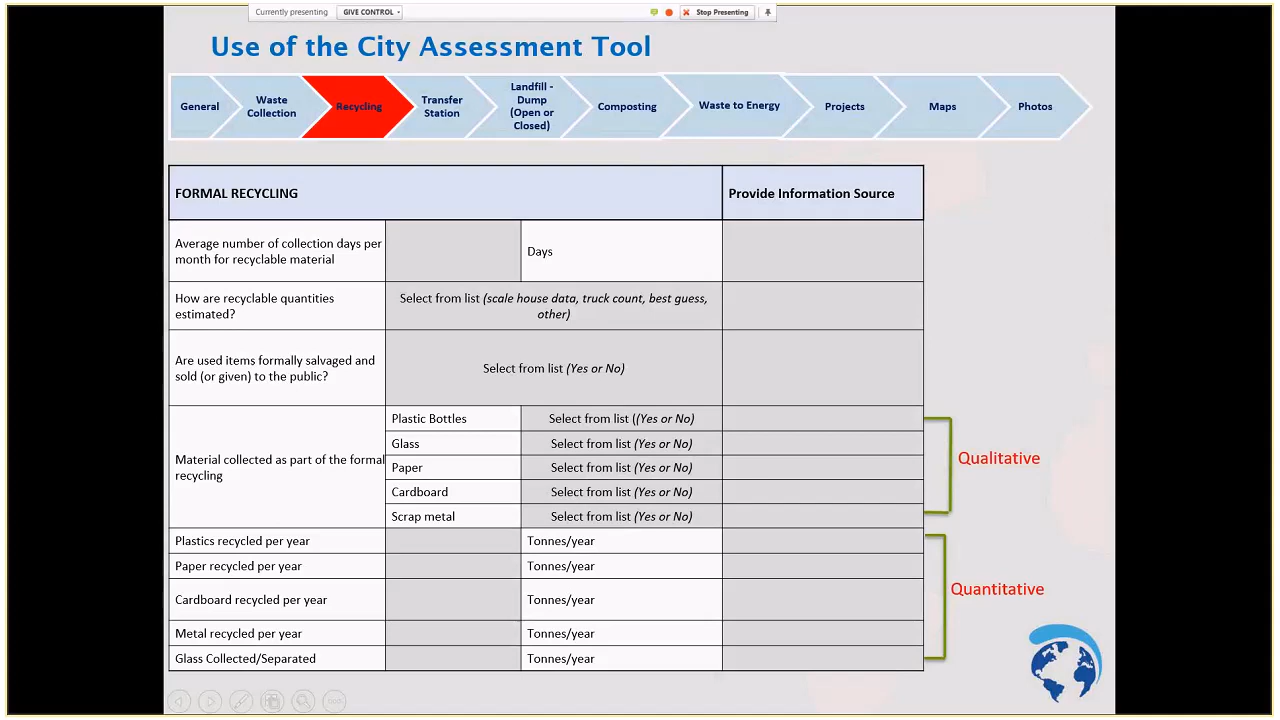 Currently presenting
GIVE CONTROL
Stop Presenting
Use of the City Assessment Tool
General
Waste
Collection
Recycling
Transfer
Station
Landfill -
Dump
(Open or
Closed)
Composting
Waste to Energy
Projects
Maps
Photos
FORMAL RECYCLING
Provide Information Source
Average number of collection days per
month for recyclable material
Days
How are recyclable quantities
estimated?
Select from list (scale house data, truck count, best guess,
other)
Are used items formally salvaged and
sold (or given) to the public?
Select from list (Yes or No)
Material collected as part of the formal
recycling
Plastic Bottles
Select from list ((Yes or No)
Glass
Select from list (Yes or No)
Paper
Select from list (Yes or No)
Cardboard
Select from list (Yes or No)
Scrap metal
Select from list (Yes or No)
Qualitative
Plastics recycled per year
Tonnes/year
Paper recycled per year
Tonnes/year
Cardboard recycled per year
Tonnes/year
Metal recycled per year
Tonnes/year
Glass Collected/Separated
Tonnes/year
Quantitative